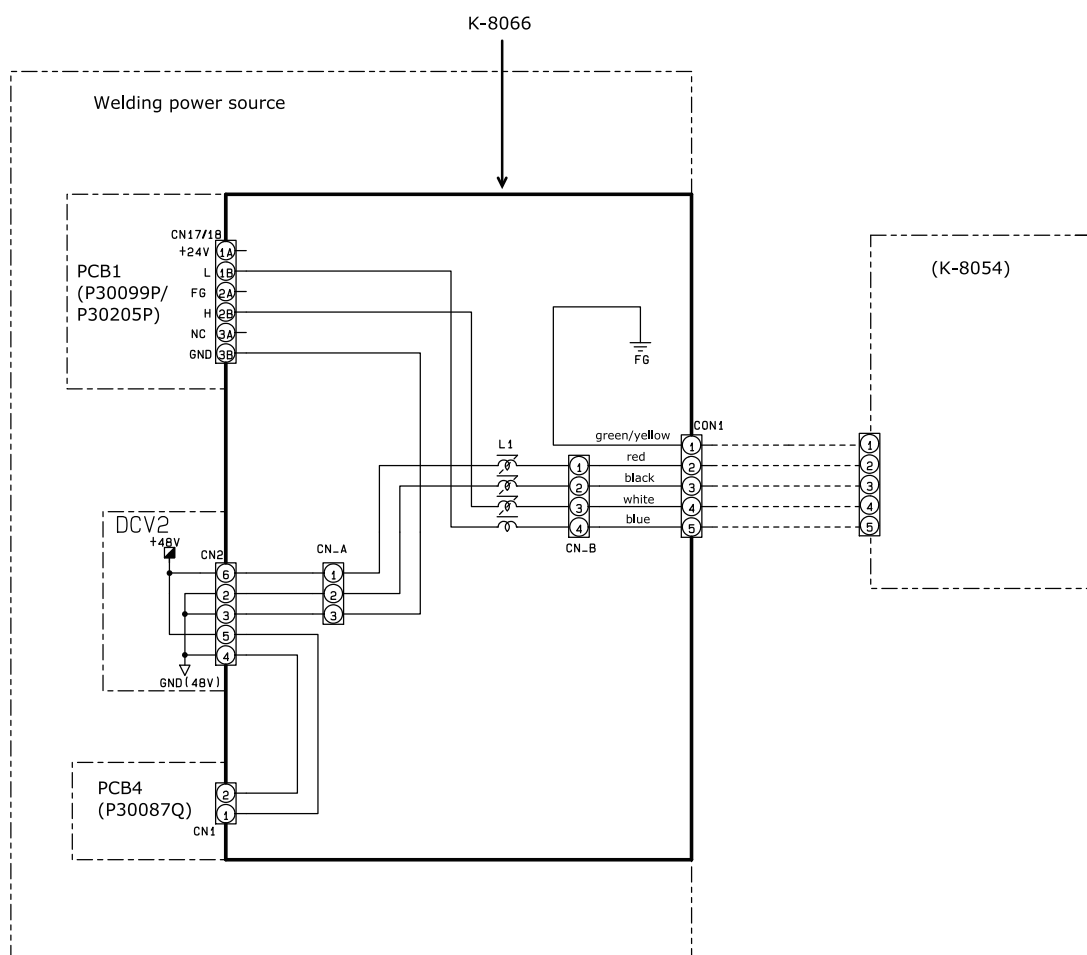 K-8066
Welding power source
CN17/18
+24V 1A
L 1B
FG 2A
H 2B
NC 3A
GND 3B
PCB1
(P30099P/
P30205P)
(K-8054)
FG
CON1
green/yellow 1
red 2
black 3
white 4
blue 5
L1
1
2
3
4
CN_B
1
2
3
4
5
DCV2
+48V
CN2
6
2
3
5
4
GND(48V)
CN_A
1
2
3
PCB4
(P30087Q)
2
1
CN1